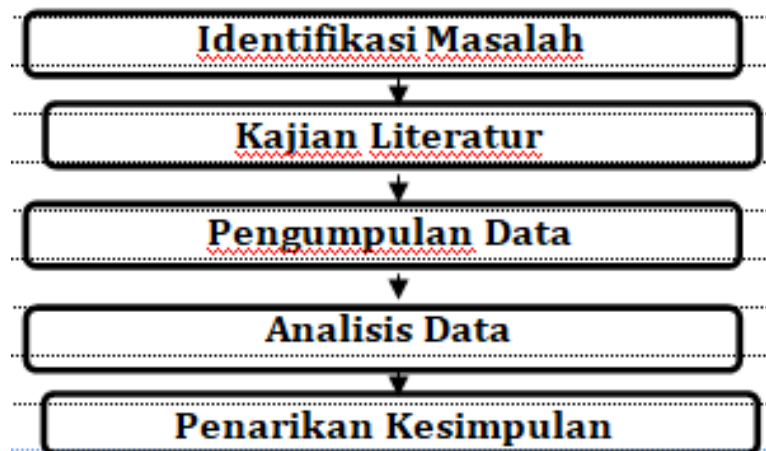 Identifikasi Masalah
Kajian Literatur
Pengumpulan Data
Analisis Data
Penarikan Kesimpulan